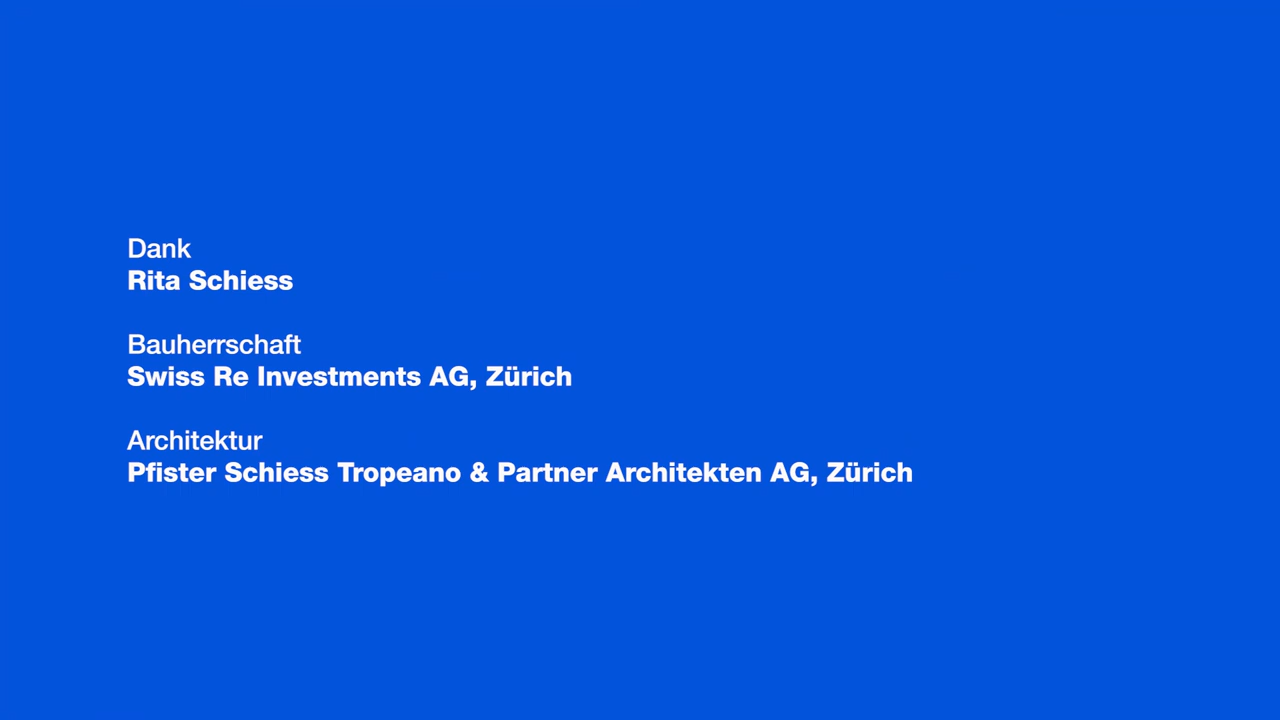 Dank
Rita Schiess
Bauherrschaft
Swiss Re Investments AG, Zürich
Architektur
Pfister Schiess Tropeano & Partner Architekten AG, Zürich